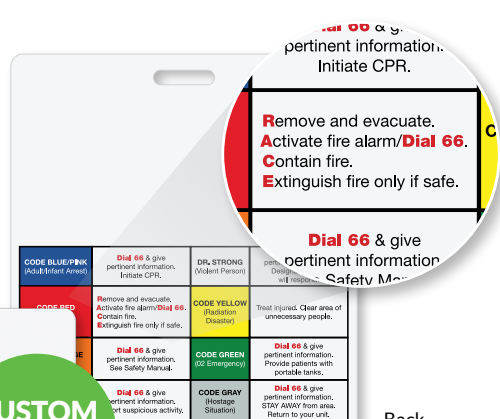 pertinent information.
Initiate CPR.
Remove and evacuate.
Activate fire alarm/Dial 66.
Contain fire.
Extinguish fire only if safe.
Dial 66 & give
pertinent information
Safety
CODE BLUE/PINK
(Adult/Infant Arrest)
Dial 66 & give
pertinent information.
Initiate CPR.
DR. STRONG
(Violent Person)
will
CODE RED
Remove and evacuate.
Activate fire alarm/Dial 66.
Contain fire.
Extinguish fire only if safe.
CODE YELLOW
(Radiation
Disaster)
Treat injured. Clear area of
unnecessary people.
Dial 66 & give
pertinent information.
See Safety Manual.
CODE GREEN
(02 Emergency)
Dial 66 & give
pertinent information.
Provide patients with
portable tanks.
Dial 66 & give
pertinent information.
suspicious activity.
CODE GRAY
(Hostage
Situation)
Dial 66 & give
pertinent information.
STAY AWAY from area.
Return to your unit.
Back